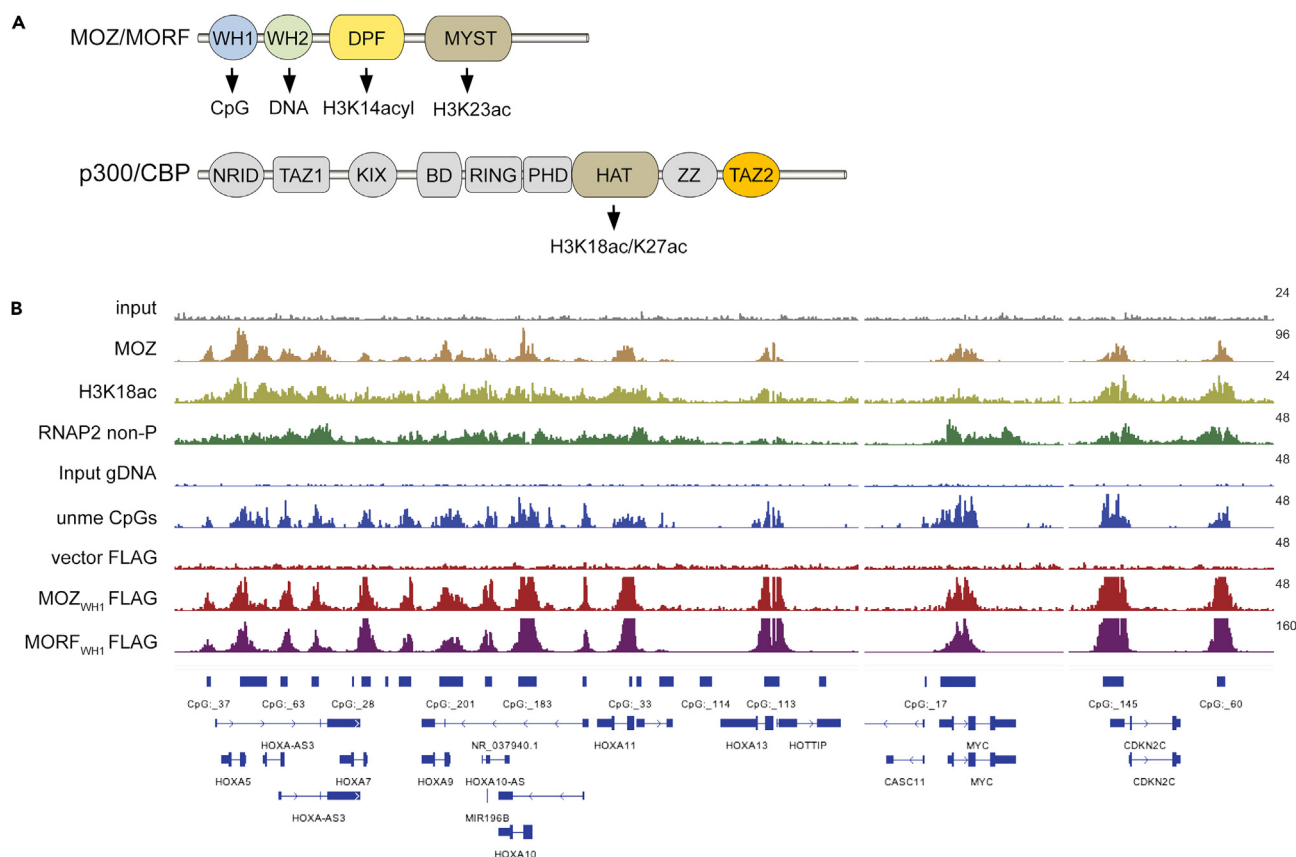 A
MOZ/MORF WH1 WH2 DPF MYST
CpG DNA H3K14acyl H3K23ac
p300/CBP NRID TAZ1 KIX BD RING PHD HAT ZZ TAZ2
H3K18ac/K27ac
B
input 24
MOZ 96
H3K18ac 24
RNAP2 non-P 48
Input gDNA 48
unme CpGs 48
vector FLAG 48
MOZWH1 FLAG 48
MORFWH1 FLAG 160
CpG:_37 CpG:_63 CpG:_28 CpG:_201 CpG:_183 CpG:_33 CpG:_114 CpG:_113 CpG:_17 CpG:_145 CpG:_60
HOXA-AS3 NR_037940.1 HOXA11 HOXA13 HOTTIP MYC CDKN2C
HOXA5 HOXA7 HOXA9 HOXA10-AS CASC11 MYC CDKN2C
HOXA-AS3 MIR196B
HOXA10